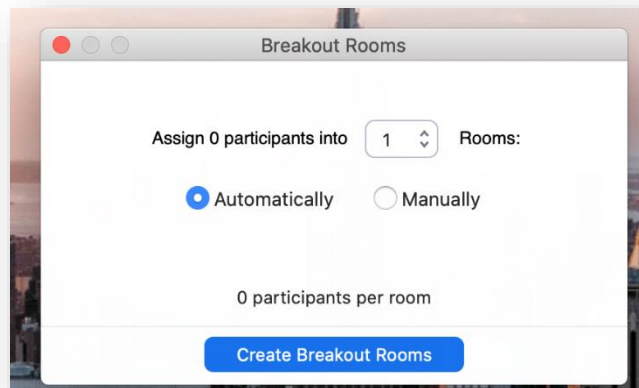 Breakout Rooms
Assign 0 participants into 1 Rooms:
Automatically Manually
0 participants per room
Create Breakout Rooms